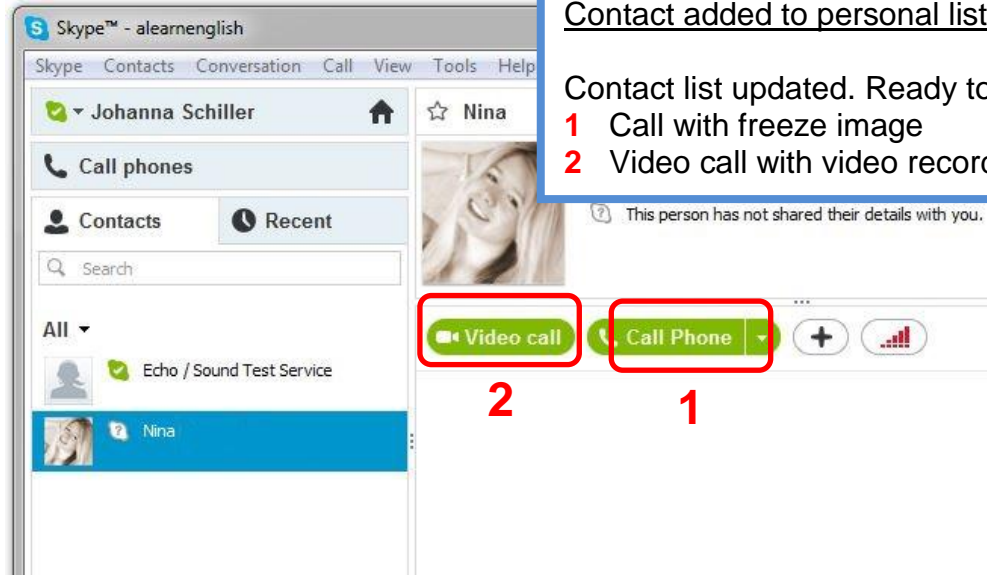 Skype™ - alearnenglish
Skype Contacts Conversation Call View Tools Help
Contact added to personal list
Contact list updated. Ready to
1 Call with freeze image
2 Video call with video recor
Johanna Schiller
Nina
Call phones
Contacts
Recent
This person has not shared their details with you.
Search
All
Video call
Call Phone
Echo / Sound Test Service
2
1
Nina